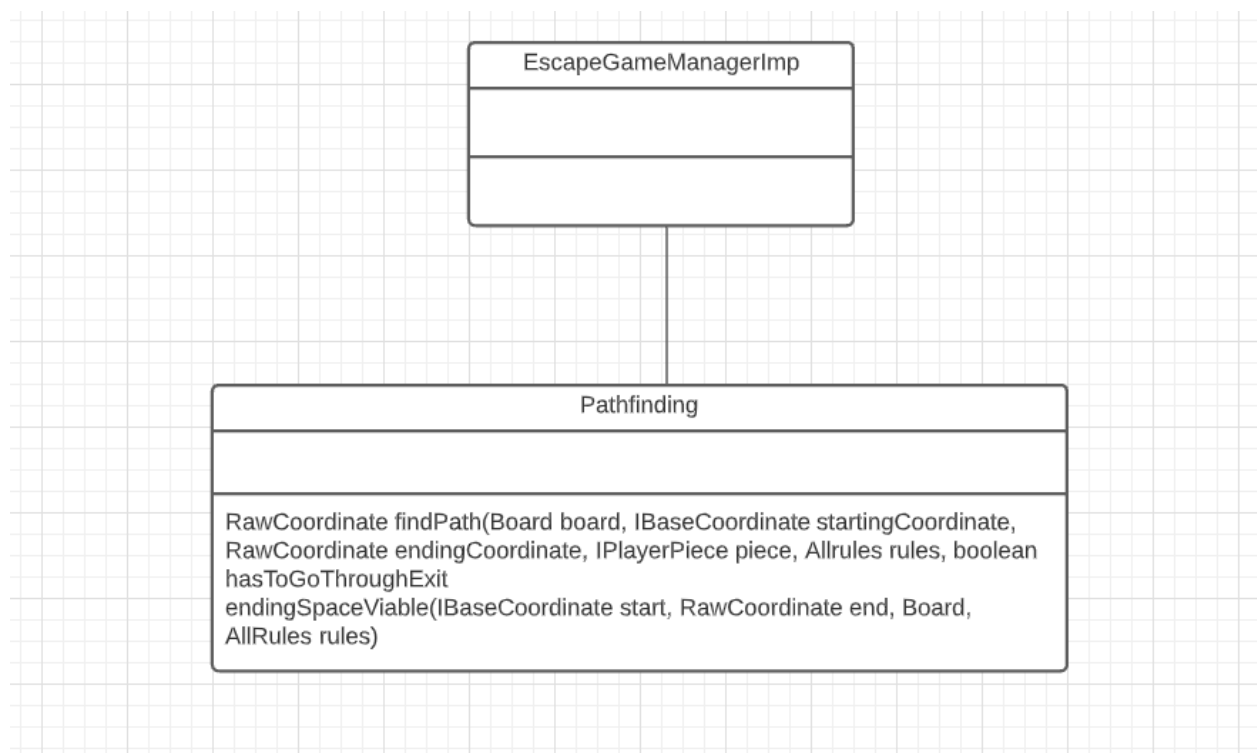 EscapeGameManagerImp
Pathfinding
RawCoordinate findPath(Board board, IBaseCoordinate startingCoordinate,
RawCoordinate endingCoordinate, IPlayerPiece piece, Allrules rules, boolean
hasToGoThroughExit
endingSpaceViable(IBaseCoordinate start, RawCoordinate end, Board,
AllRules rules)